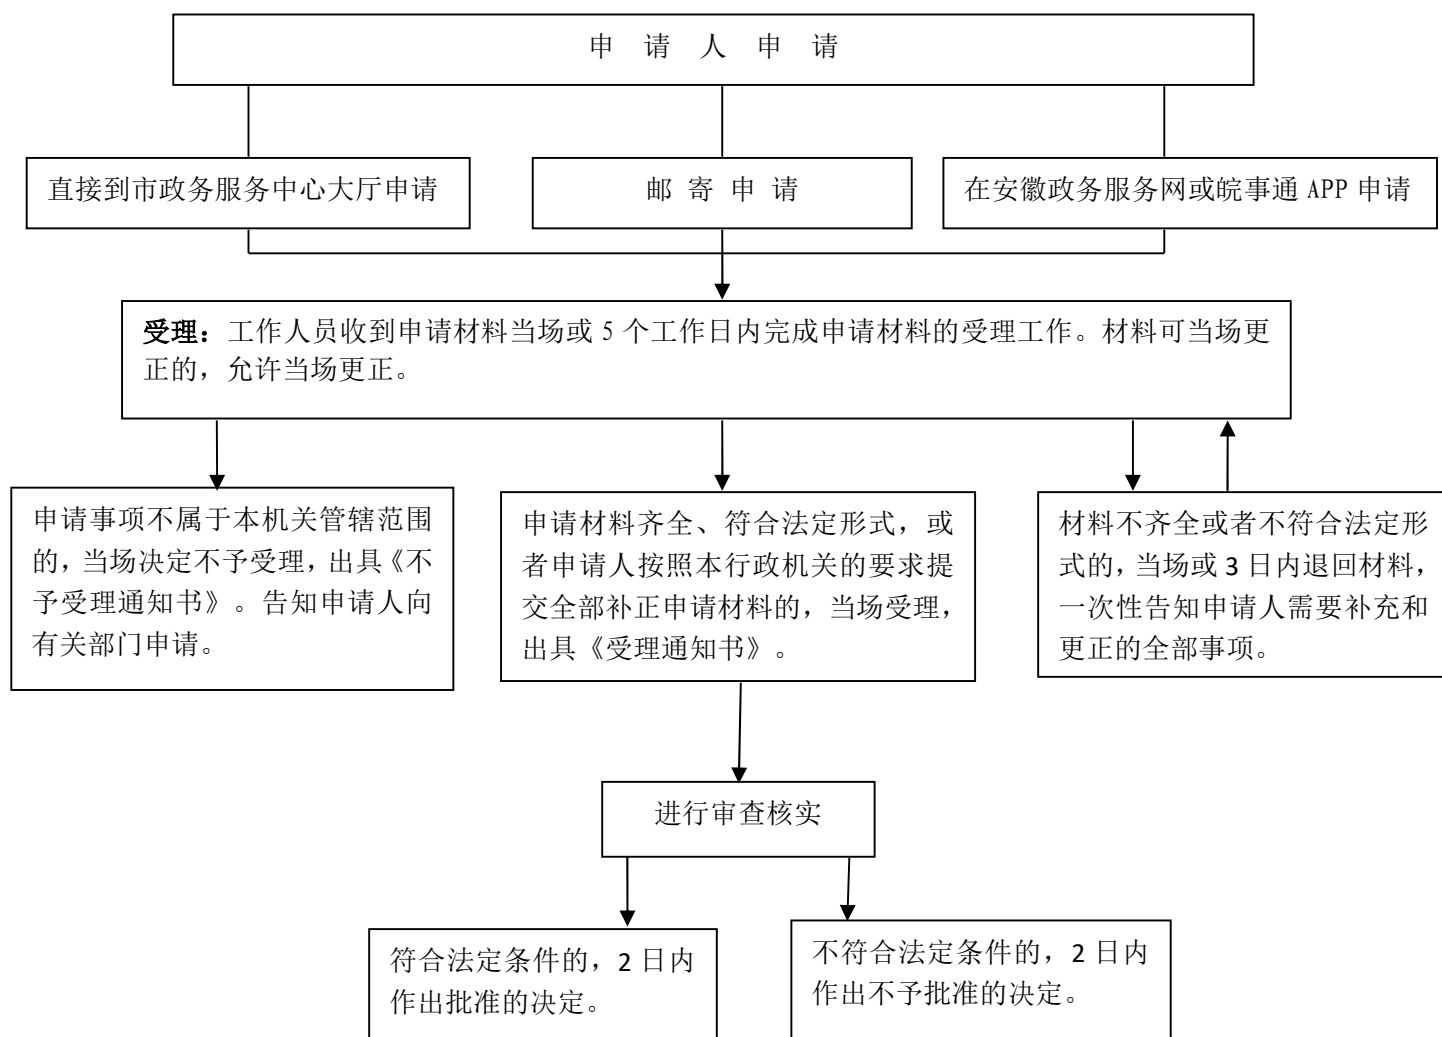 申 请 人 申 请
直接到市政务服务中心大厅申请
邮 寄 申 请
在安徽政务服务网或皖事通 APP 申请
受理：工作人员收到申请材料当场或 5 个工作日内完成申请材料的受理工作。材料可当场更
正的，允许当场更正。
申请事项不属于本机关管辖范围
的，当场决定不予受理，出具《不
予受理通知书》。告知申请人向
有关部门申请。
申请材料齐全、符合法定形式，或
者申请人按照本行政机关的要求提
交全部补正申请材料的，当场受理，
出具《受理通知书》。
材料不齐全或者不符合法定形
式的，当场或 3 日内退回材料，
一次性告知申请人需要补充和
更正的全部事项。
进行审查核实
符合法定条件的，2 日内
作出批准的决定。
不符合法定条件的，2 日内
作出不予批准的决定。